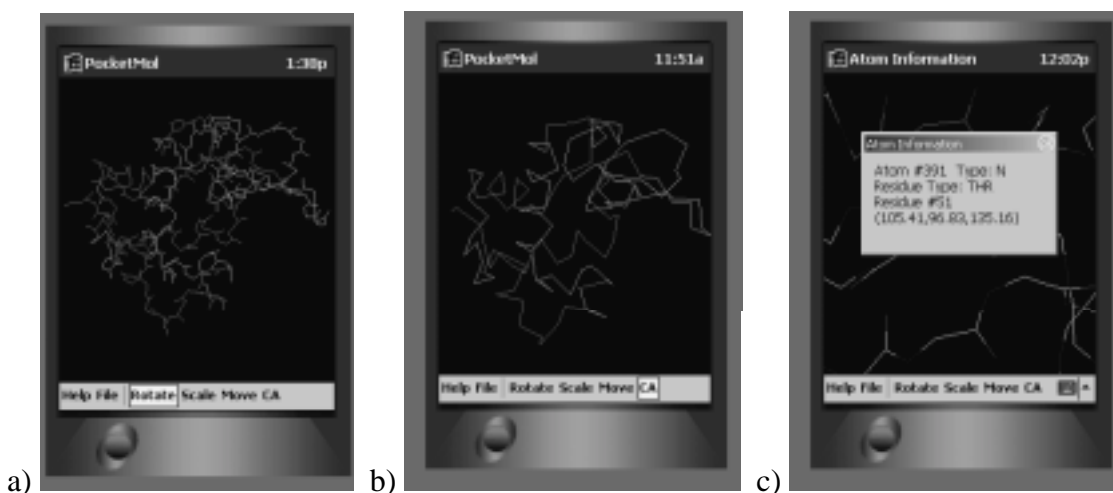 PocketMol 1:30p
Help File Rotate Scale Move CA
a)
PocketMol 11:51a
Help File Rotate Scale Move CA
b)
Atom Information 12:02p
Atom Information
Atom #391 Type: N
Residue Type: THR
Residue #51
(105.41,96.83,135.16)
Help File Rotate Scale Move CA
c)